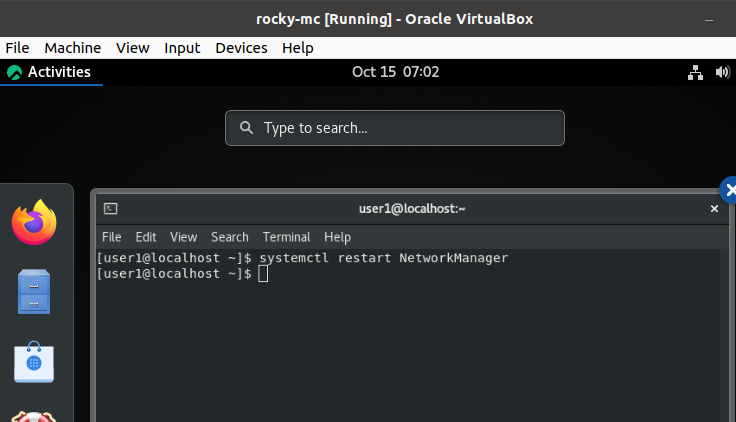 rocky-mc [Running] - Oracle VirtualBox
File Machine View Input Devices Help
Activities Oct 15 07:02
Type to search...
user1@localhost:~
File Edit View Search Terminal Help
[user1@localhost ~]$ systemctl restart NetworkManager
[user1@localhost ~]$